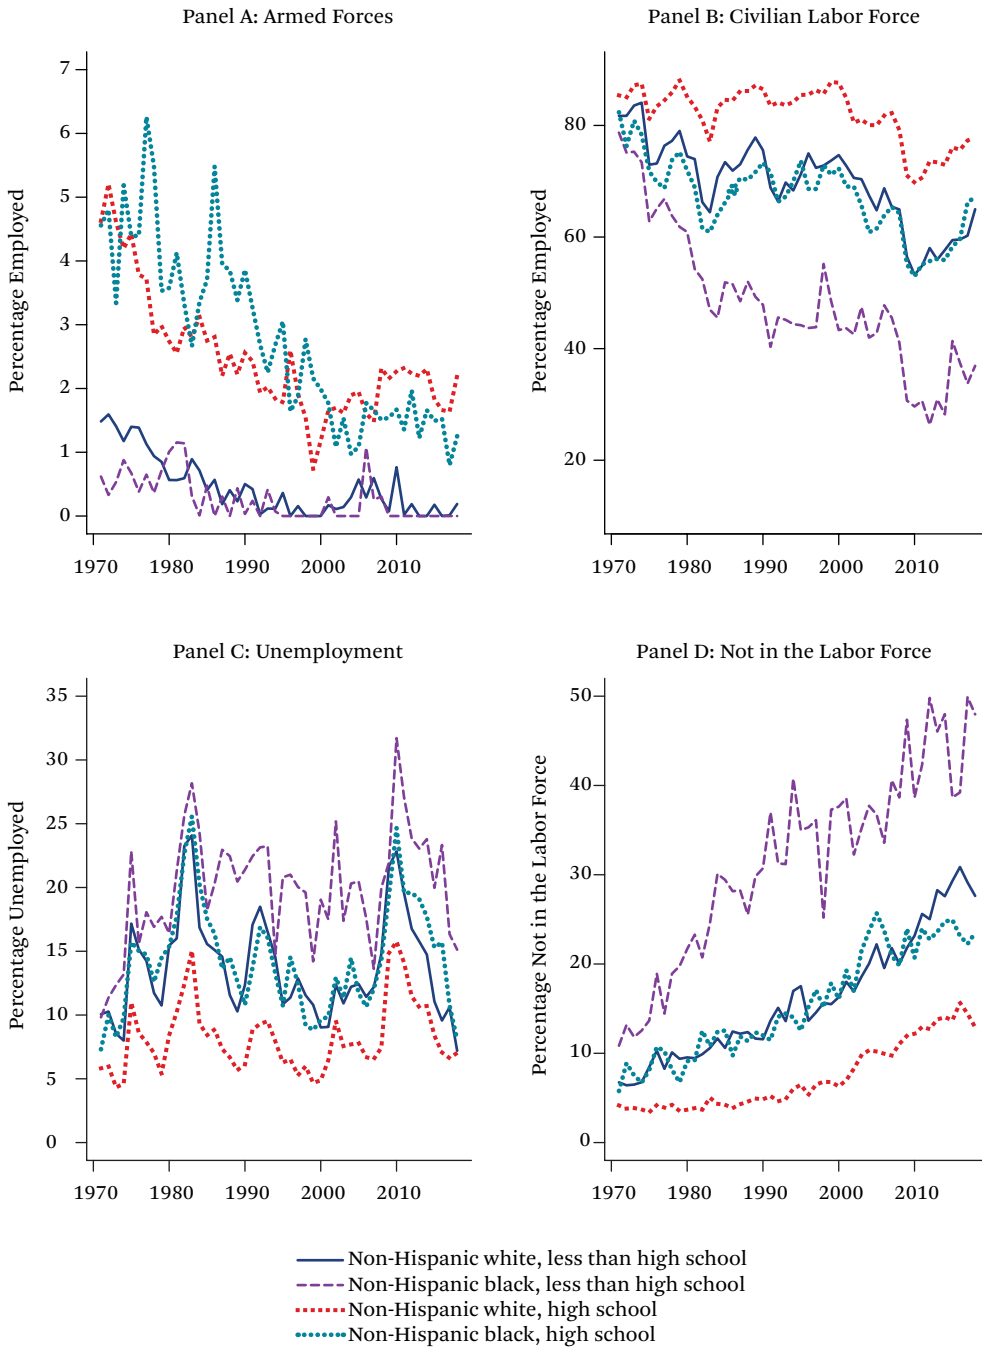 Panel A: Armed Forces
Percentage Employed
7
6
5
4
3
2
1
0
1970 1980 1990 2000 2010
Panel B: Civilian Labor Force
Percentage Employed
80
60
40
20
1970 1980 1990 2000 2010
Panel C: Unemployment
Percentage Unemployed
35
30
25
20
15
10
5
0
1970 1980 1990 2000 2010
Panel D: Not in the Labor Force
Percentage Not in the Labor Force
50
40
30
20
10
0
1970 1980 1990 2000 2010
Non-Hispanic white, less than high school
Non-Hispanic black, less than high school
Non-Hispanic white, high school
Non-Hispanic black, high school